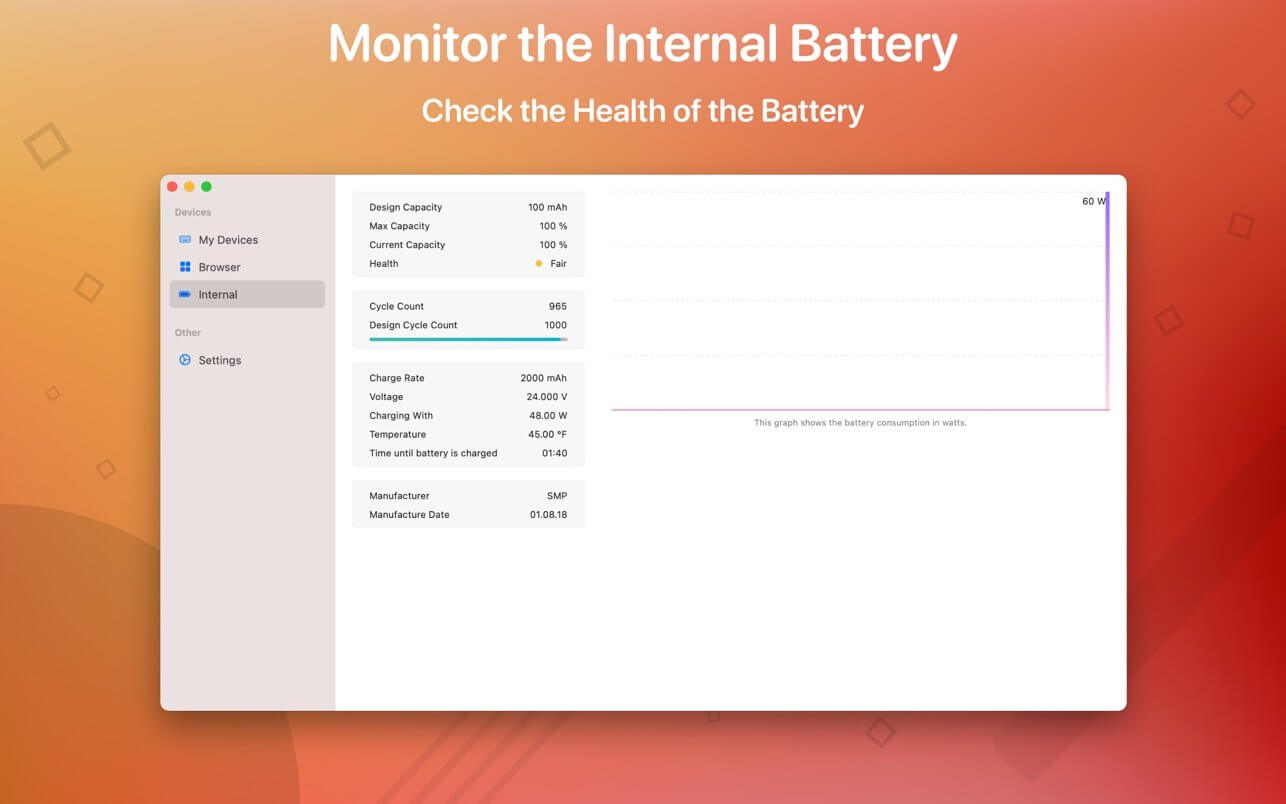 Monitor the Internal Battery
Check the Health of the Battery
Devices
My Devices
Browser
Internal
Other
Settings
Design Capacity 100 mAh
Max Capacity 100 %
Current Capacity 100 %
Health Fair
Cycle Count 965
Design Cycle Count 1000
Charge Rate 2000 mAh
Voltage 24.000 V
Charging With 48.00 W
Temperature 45.00 °F
Time until battery is charged 01:40
Manufacturer SMP
Manufacture Date 01.08.18
60 W
This graph shows the battery consumption in watts.